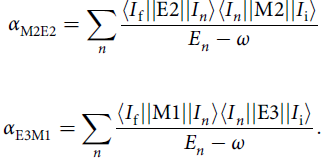 α_M2E2 = ∑_n ⟨I_f||E2||I_n⟩⟨I_n||M2||I_i⟩ / (E_n − ω)
α_E3M1 = ∑_n ⟨I_f||M1||I_n⟩⟨I_n||E3||I_i⟩ / (E_n − ω).